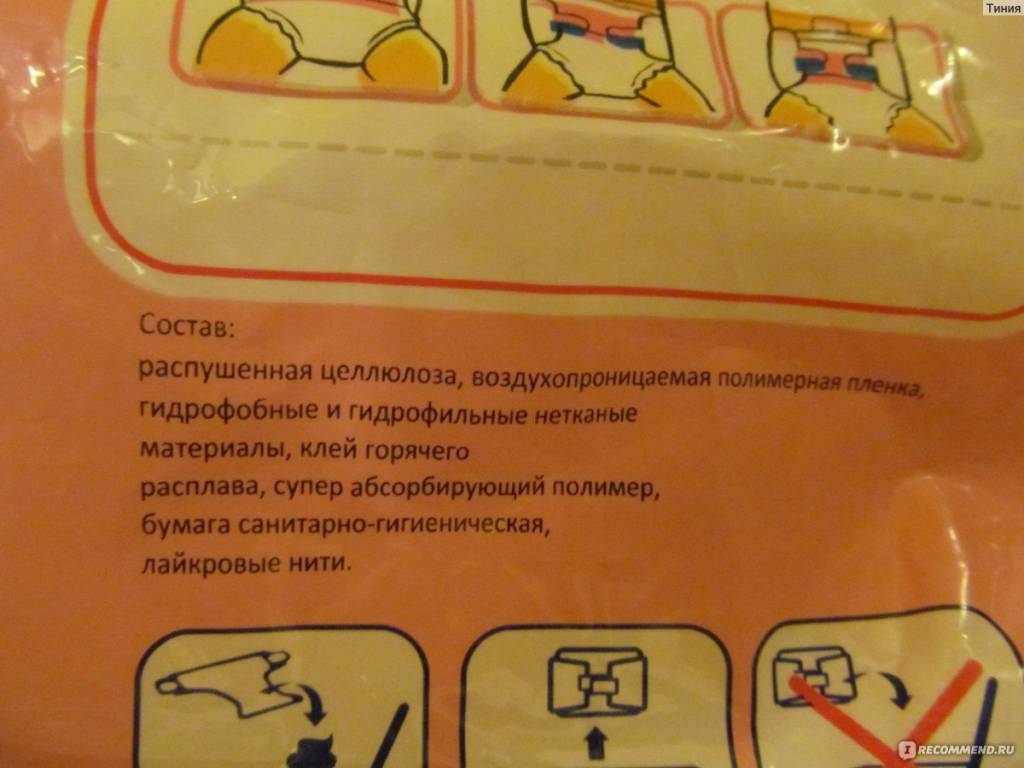 Тиния
Состав:
распушенная целлюлоза, воздухопроницаемая полимерная пленка,
гидрофобные и гидрофильные нетканые
материалы, клей горячего
расплава, супер абсорбирующий полимер,
бумага санитарно-гигиеническая,
лайкровые нити.
IRECOMMEND.RU